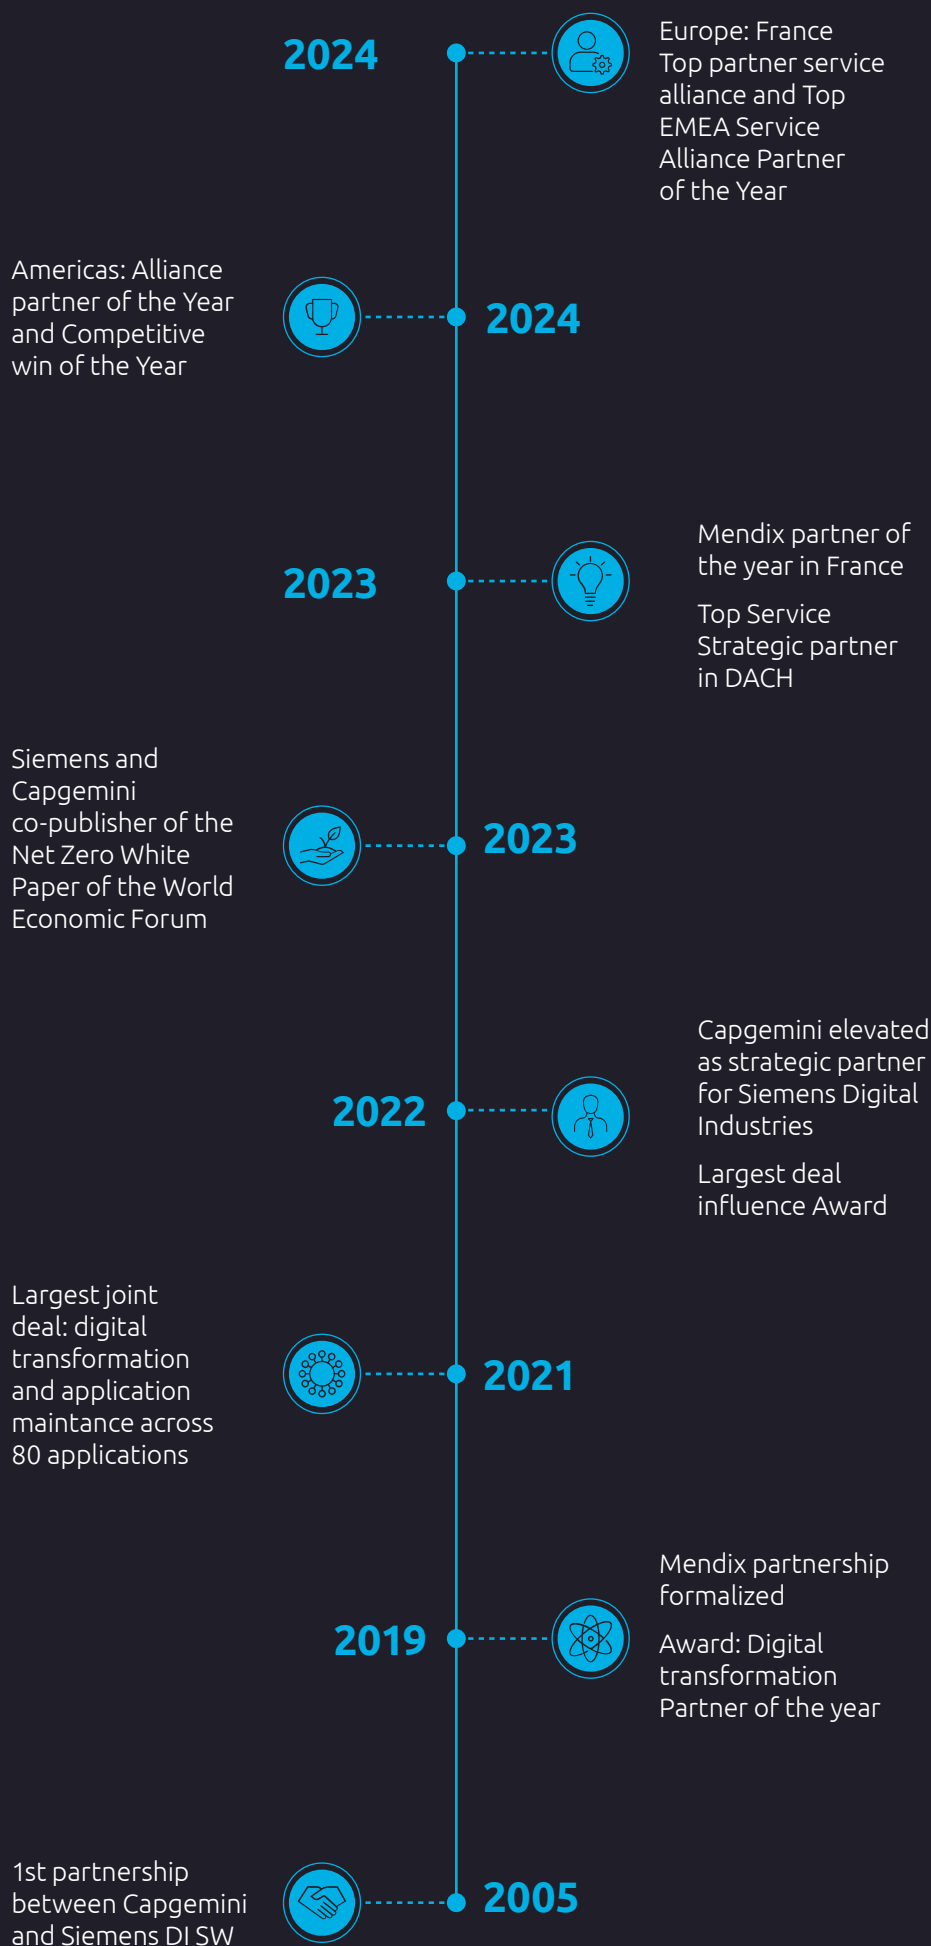 2024
Europe: France
Top partner service
alliance and Top
EMEA Service
Alliance Partner
of the Year
Americas: Alliance
partner of the Year
and Competitive
win of the Year
2024
2023
Mendix partner of
the year in France
Top Service
Strategic partner
in DACH
Siemens and
Capgemini
co-publisher of the
Net Zero White
Paper of the World
Economic Forum
2023
2022
Capgemini elevated
as strategic partner
for Siemens Digital
Industries
Largest deal
influence Award
Largest joint
deal: digital
transformation
and application
maintance across
80 applications
2021
2019
Mendix partnership
formalized
Award: Digital
transformation
Partner of the year
1st partnership
between Capgemini
and Siemens DI SW
2005